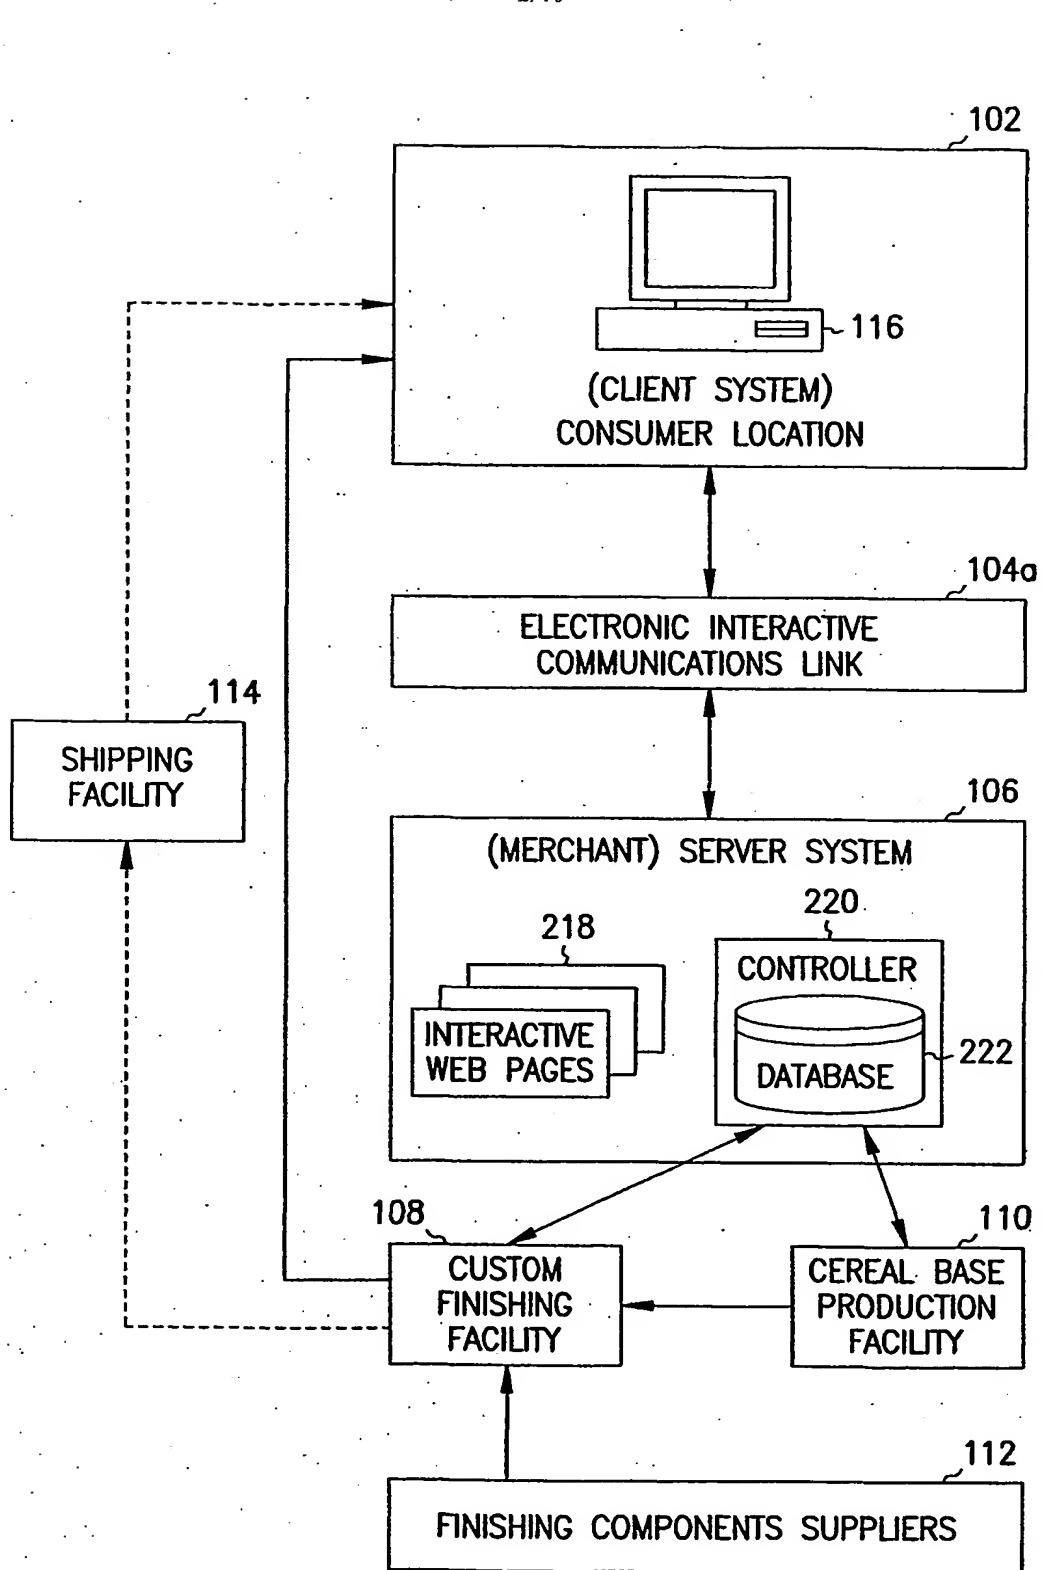 102
116
(CLIENT SYSTEM)
CONSUMER LOCATION
104a
ELECTRONIC INTERACTIVE
COMMUNICATIONS LINK
114
SHIPPING
FACILITY
106
(MERCHANT) SERVER SYSTEM
218
220
INTERACTIVE
WEB PAGES
CONTROLLER
DATABASE
222
108
CUSTOM
FINISHING
FACILITY
110
CEREAL BASE
PRODUCTION
FACILITY
112
FINISHING COMPONENTS SUPPLIERS